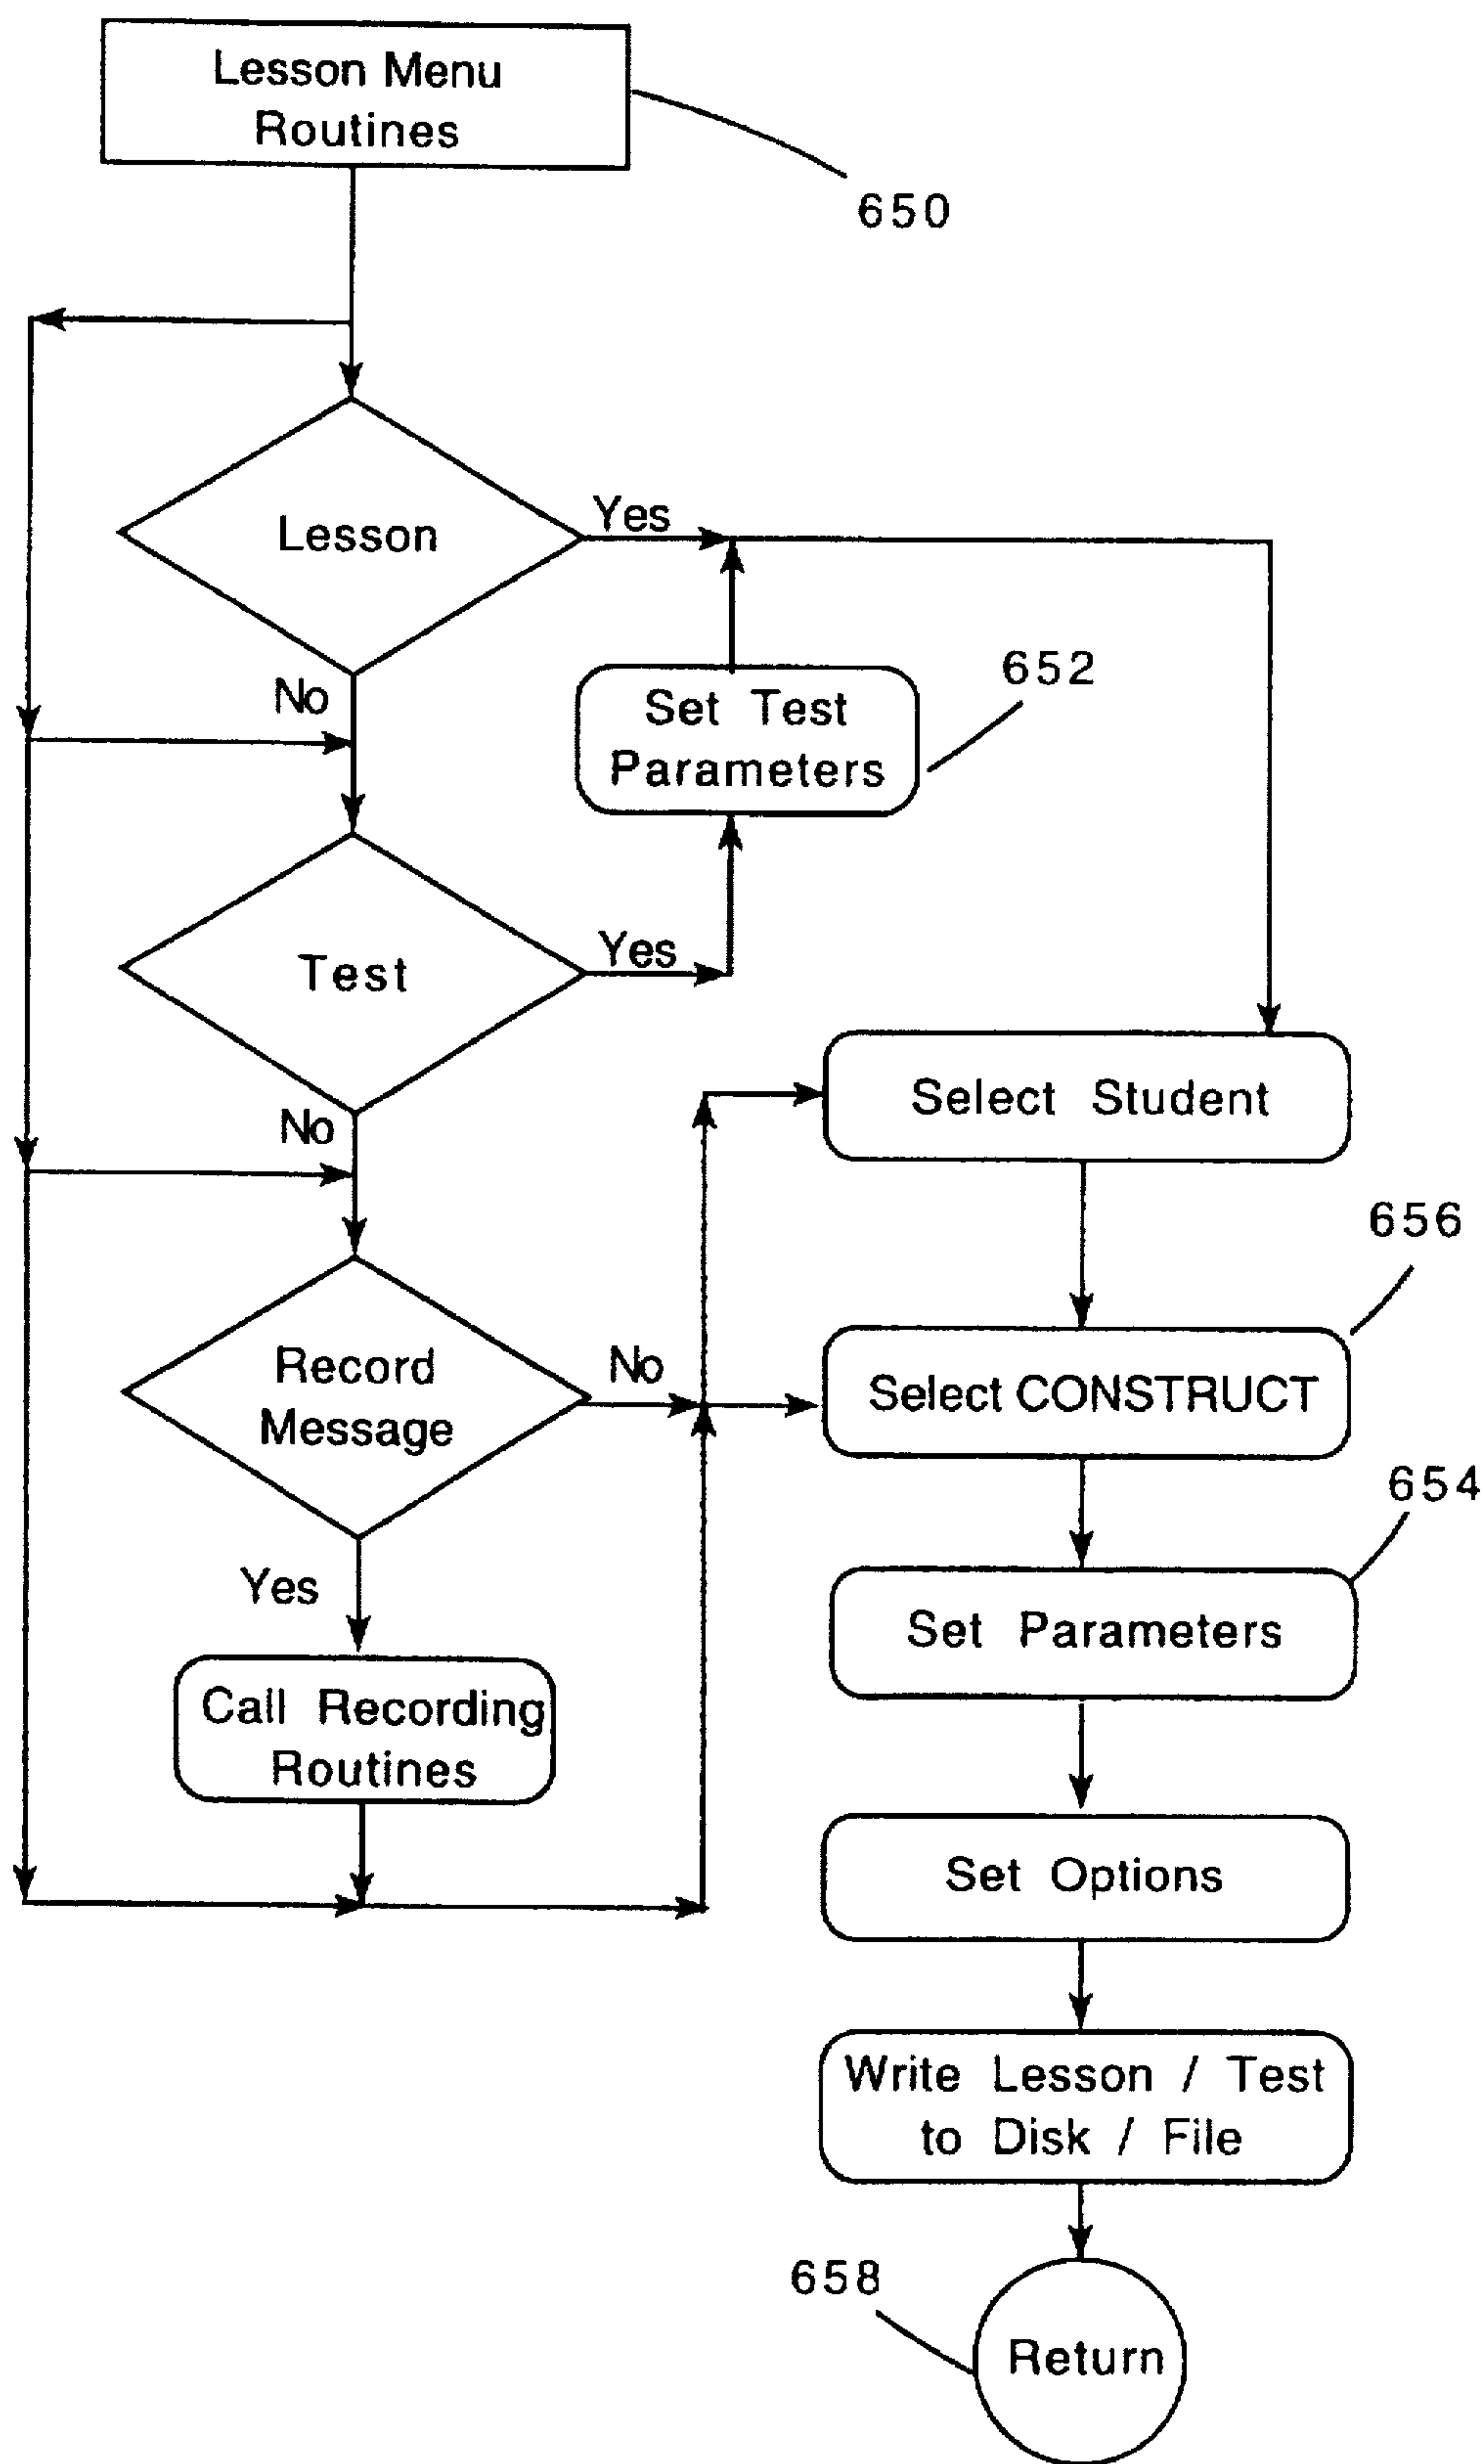 Lesson Menu
Routines
650
Lesson
Yes
No
652
Set Test
Parameters
Test
Yes
No
Select Student
656
Record
Message
No
Select CONSTRUCT
654
Yes
Set Parameters
Call Recording
Routines
Set Options
Write Lesson / Test
to Disk / File
658
Return